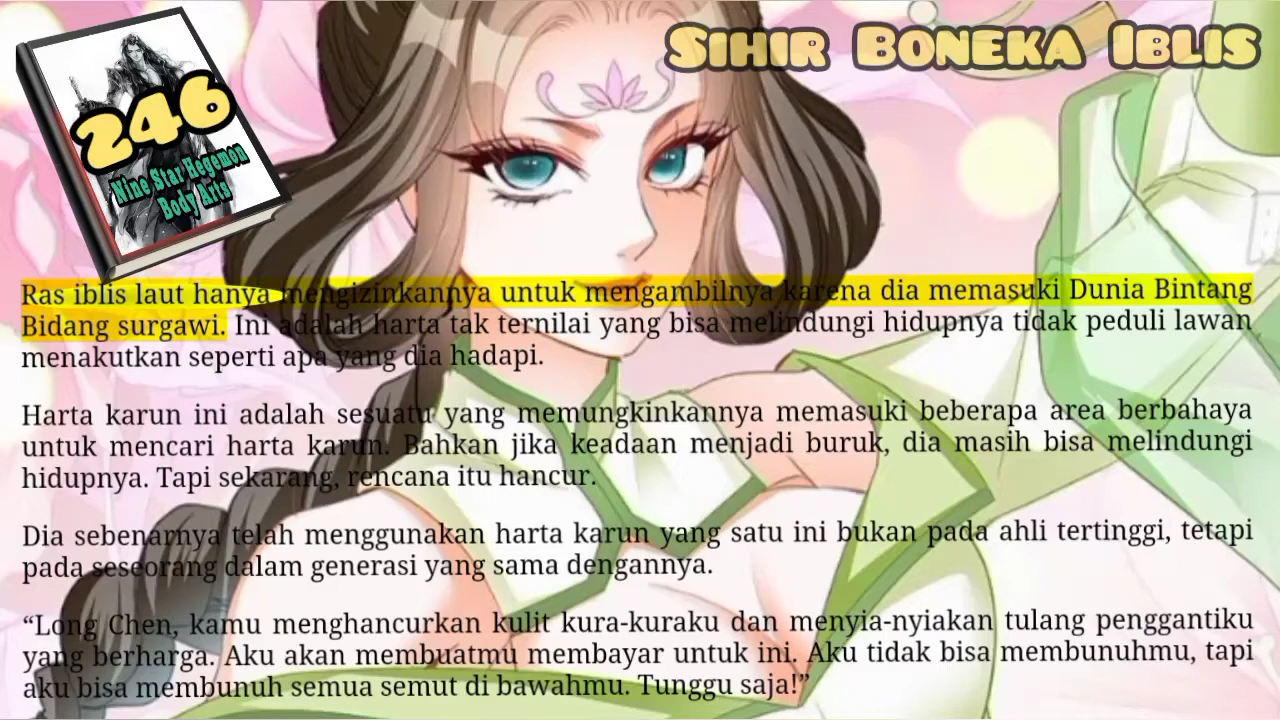 Sihir Boneka Iblis
246
Nine Star Hegemon
Body Arts
Ras iblis laut hanya mengizinkannya untuk mengambilnya karena dia memasuki Dunia Bintang
Bidang surgawi. Ini adalah harta tak ternilai yang bisa melindungi hidupnya tidak peduli lawan
menakutkan seperti apa yang dia hadapi.
Harta karun ini adalah sesuatu yang memungkinkannya memasuki beberapa area berbahaya
untuk mencari harta karun. Bahkan jika keadaan menjadi buruk, dia masih bisa melindungi
hidupnya. Tapi sekarang, rencana itu hancur.
Dia sebenarnya telah menggunakan harta karun yang satu ini bukan pada ahli tertinggi, tetapi
pada seseorang dalam generasi yang sama dengannya.
“Long Chen, kamu menghancurkan kulit kura-kuraku dan menyia-nyiakan tulang penggantiku
yang berharga. Aku akan membuatmu membayar untuk ini. Aku tidak bisa membunuhmu, tapi
aku bisa membunuh semua semut di bawahmu. Tunggu saja!”